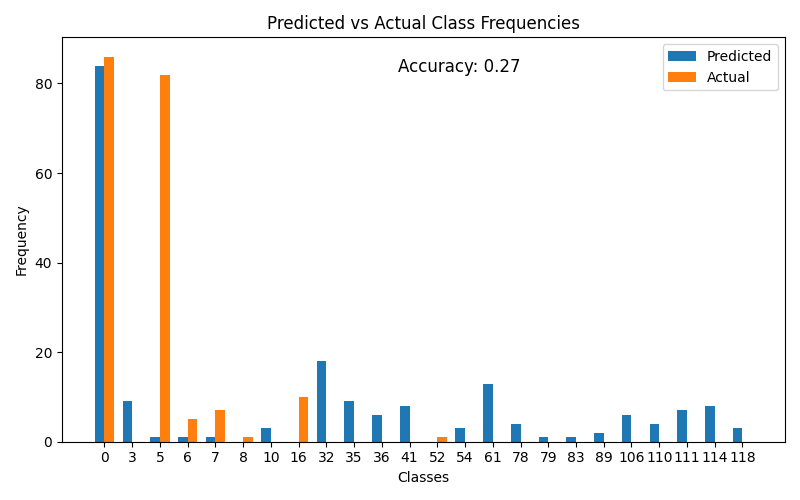 Predicted vs Actual Class Frequencies
Accuracy: 0.27
Predicted
Actual
Frequency
80
60
40
20
0
0 3 5 6 7 8 10 16 32 35 36 41 52 54 61 78 79 83 89 106 110 111 114 118
Classes